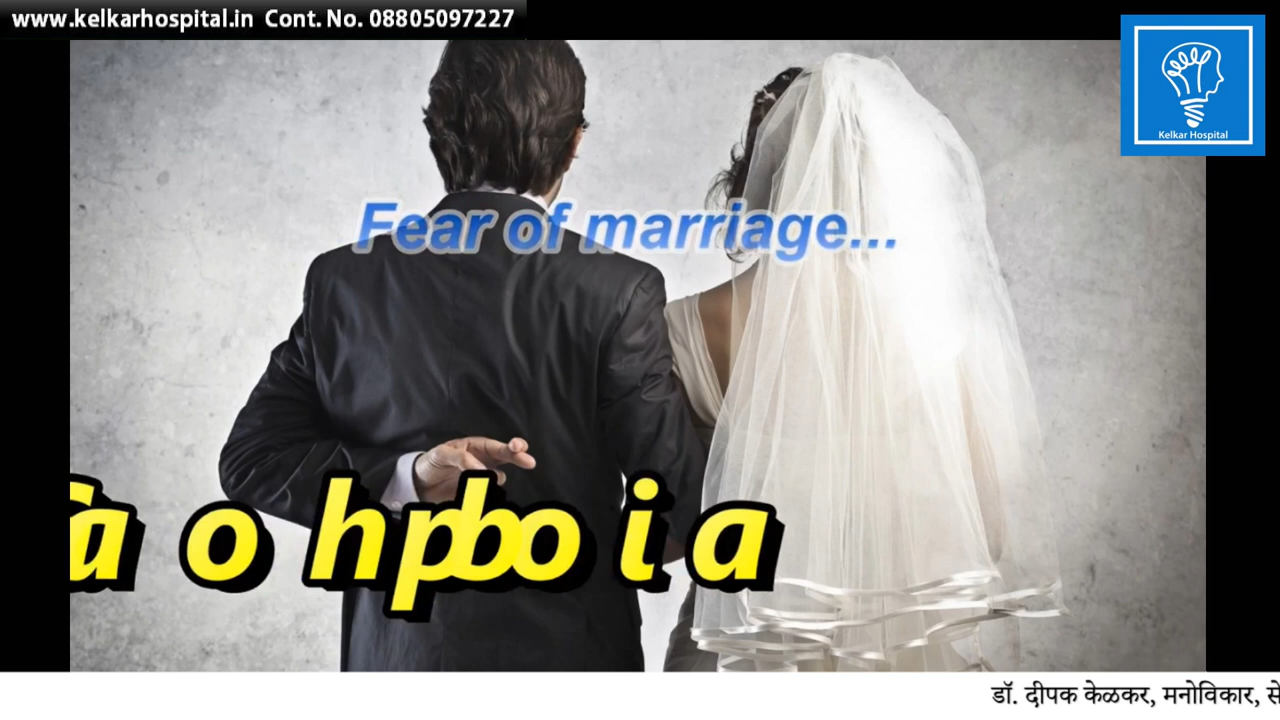 www.kelkarhospital.in Cont. No. 08805097227
Kelkar Hospital
Fear of marriage...
डॉ. दीपक केळकर, मनोविकार, से